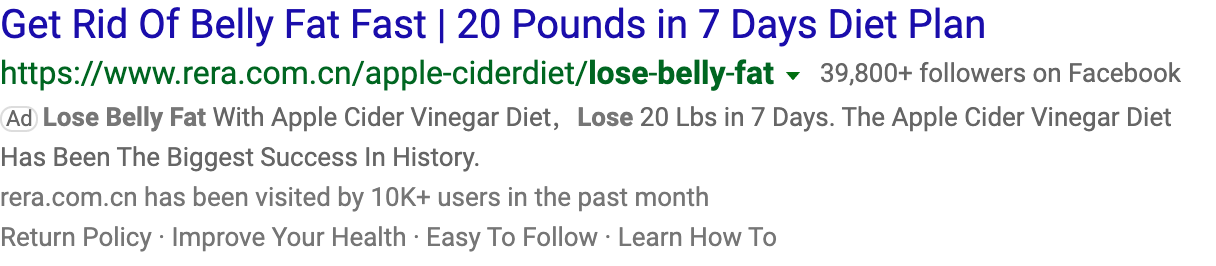 Get Rid Of Belly Fat Fast | 20 Pounds in 7 Days Diet Plan
https://www.rera.com.cn/apple-ciderdiet/lose-belly-fat 39,800+ followers on Facebook
Ad Lose Belly Fat With Apple Cider Vinegar Diet, Lose 20 Lbs in 7 Days. The Apple Cider Vinegar Diet
Has Been The Biggest Success In History.
rera.com.cn has been visited by 10K+ users in the past month
Return Policy · Improve Your Health · Easy To Follow · Learn How To